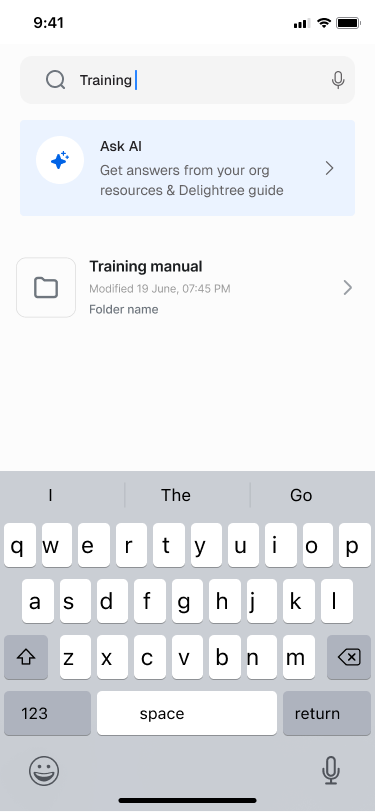 9:41
Training
Ask AI
Get answers from your org
resources & Delightree guide
Training manual
Modified 19 June, 07:45 PM
Folder name
I The Go
q w e r t y u i o p
a s d f g h j k l
z x c v b n m
123 space return